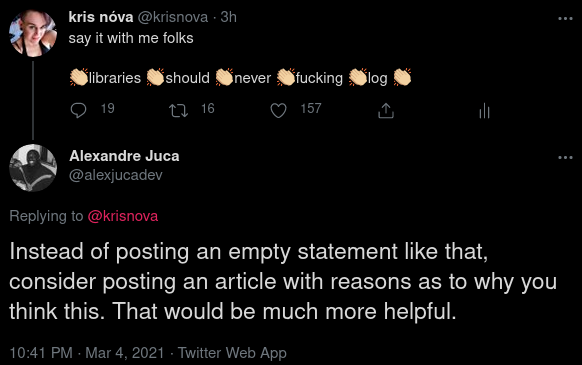 kris nóva @krisnova · 3h
say it with me folks
👏libraries 👏should 👏never 👏fucking 👏log 👏
19 16 157
Alexandre Juca
@alexjucadev
Replying to @krisnova
Instead of posting an empty statement like that,
consider posting an article with reasons as to why you
think this. That would be much more helpful.
10:41 PM · Mar 4, 2021 · Twitter Web App